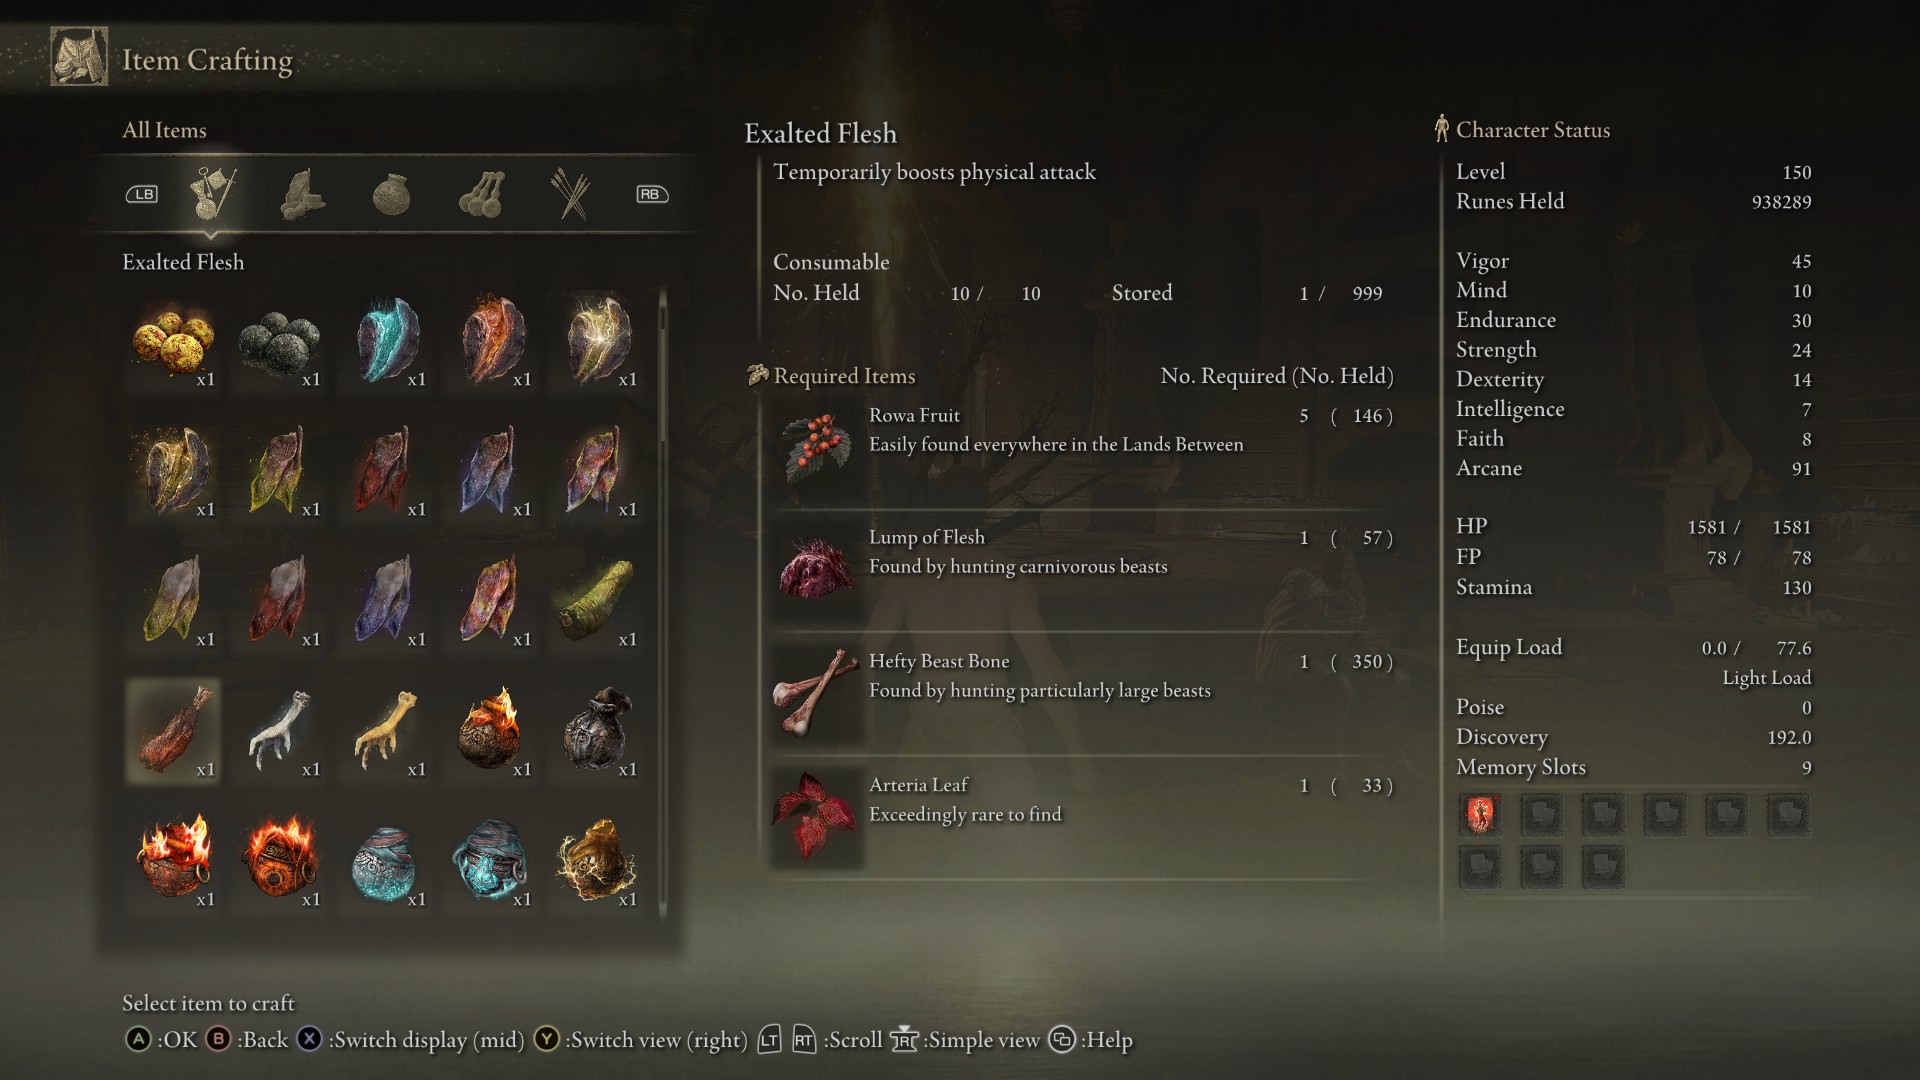 Item Crafting
All Items
LB
RB
Exalted Flesh
x1 x1 x1 x1 x1
x1 x1 x1 x1 x1
x1 x1 x1 x1 x1
x1 x1 x1 x1 x1
x1 x1 x1 x1 x1
Exalted Flesh
Temporarily boosts physical attack
Consumable
No. Held 10 / 10 Stored 1 / 999
Required Items No. Required (No. Held)
Rowa Fruit 5 ( 146 )
Easily found everywhere in the Lands Between
Lump of Flesh 1 ( 57 )
Found by hunting carnivorous beasts
Hefty Beast Bone 1 ( 350 )
Found by hunting particularly large beasts
Arteria Leaf 1 ( 33 )
Exceedingly rare to find
Character Status
Level 150
Runes Held 938289
Vigor 45
Mind 10
Endurance 30
Strength 24
Dexterity 14
Intelligence 7
Faith 8
Arcane 91
HP 1581 / 1581
FP 78 / 78
Stamina 130
Equip Load 0.0 / 77.6
Light Load
Poise 0
Discovery 192.0
Memory Slots 9
Select item to craft
A :OK B :Back X :Switch display (mid) Y :Switch view (right) LT RT :Scroll R :Simple view :Help